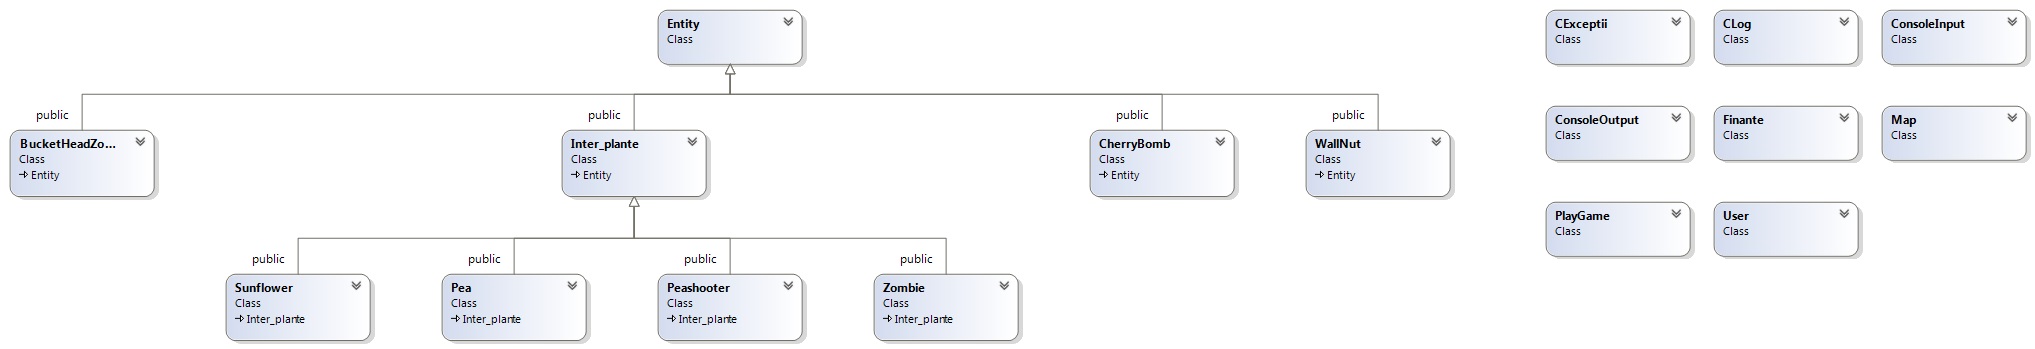 Entity
Class
CExceptii
Class
CLog
Class
ConsoleInput
Class
public
public
public
public
ConsoleOutput
Class
Finante
Class
Map
Class
BucketHeadZo...
Class
Entity
Inter_plante
Class
Entity
CherryBomb
Class
Entity
WallNut
Class
Entity
PlayGame
Class
User
Class
public
public
public
public
Sunflower
Class
Inter_plante
Pea
Class
Inter_plante
Peashooter
Class
Inter_plante
Zombie
Class
Inter_plante